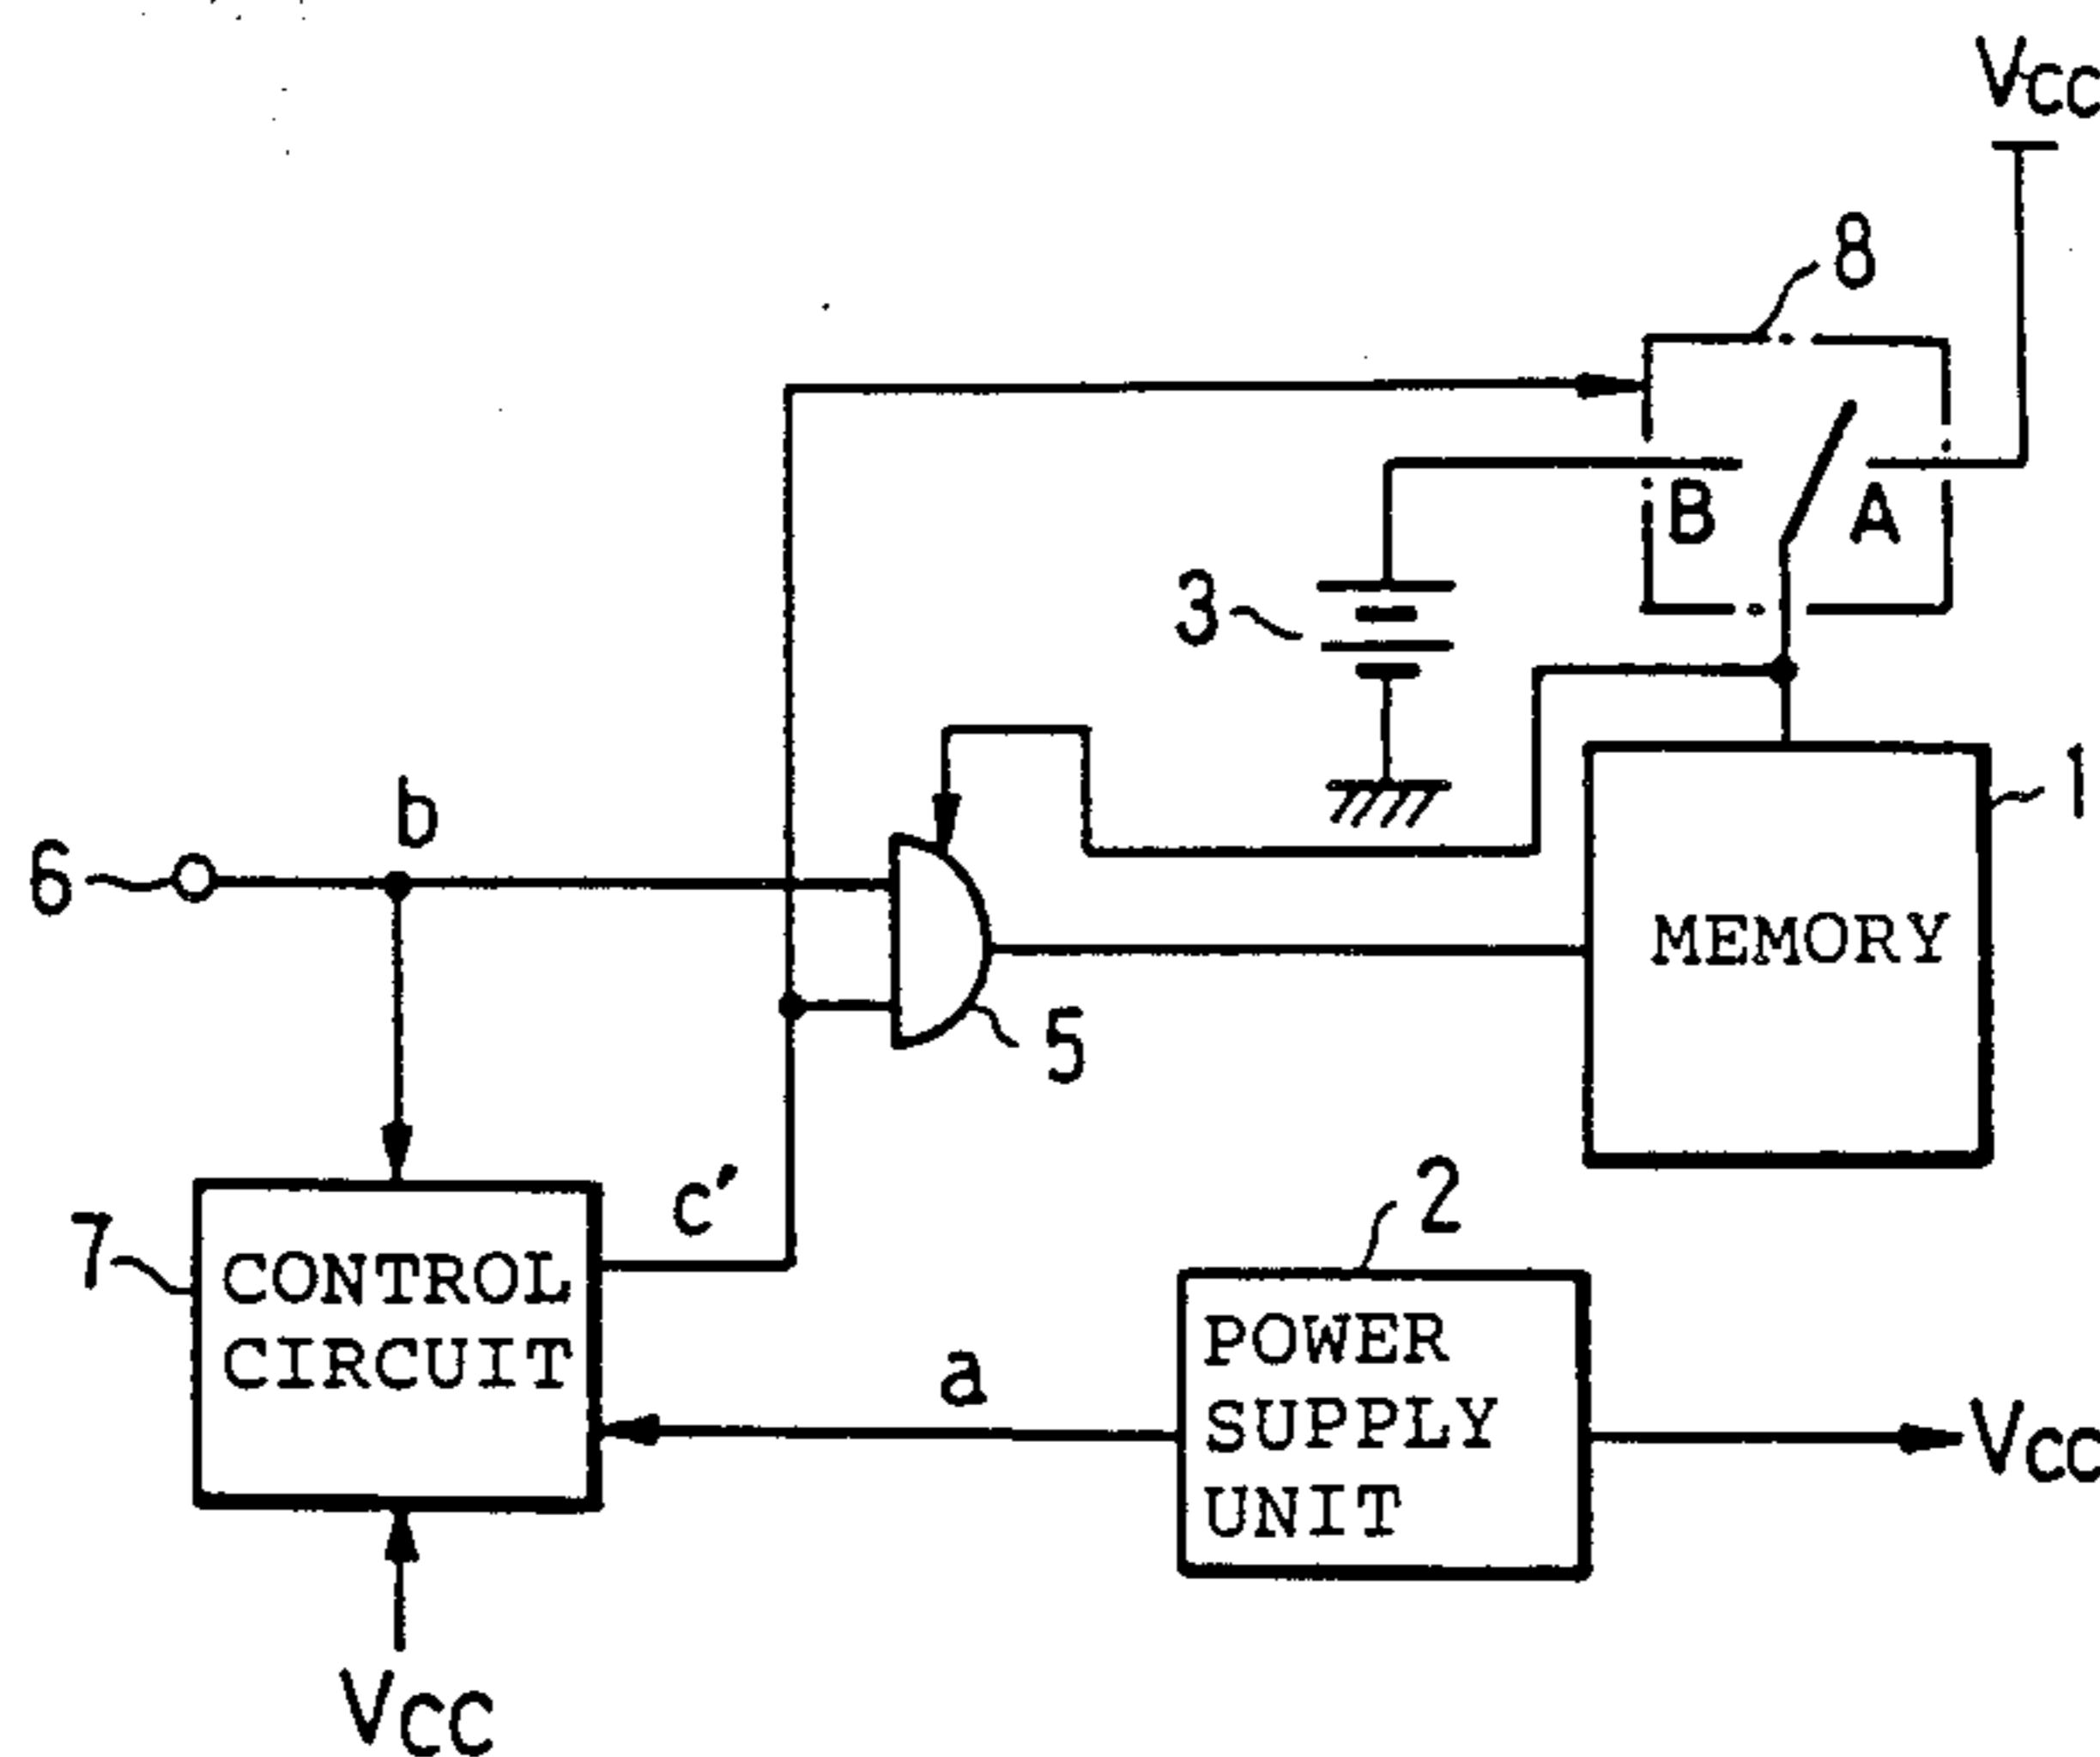 VCC
8
B A
3
1
b
6
MEMORY
5
c'
2
7
CONTROL
CIRCUIT
POWER
SUPPLY
UNIT
a
VCC
VCC